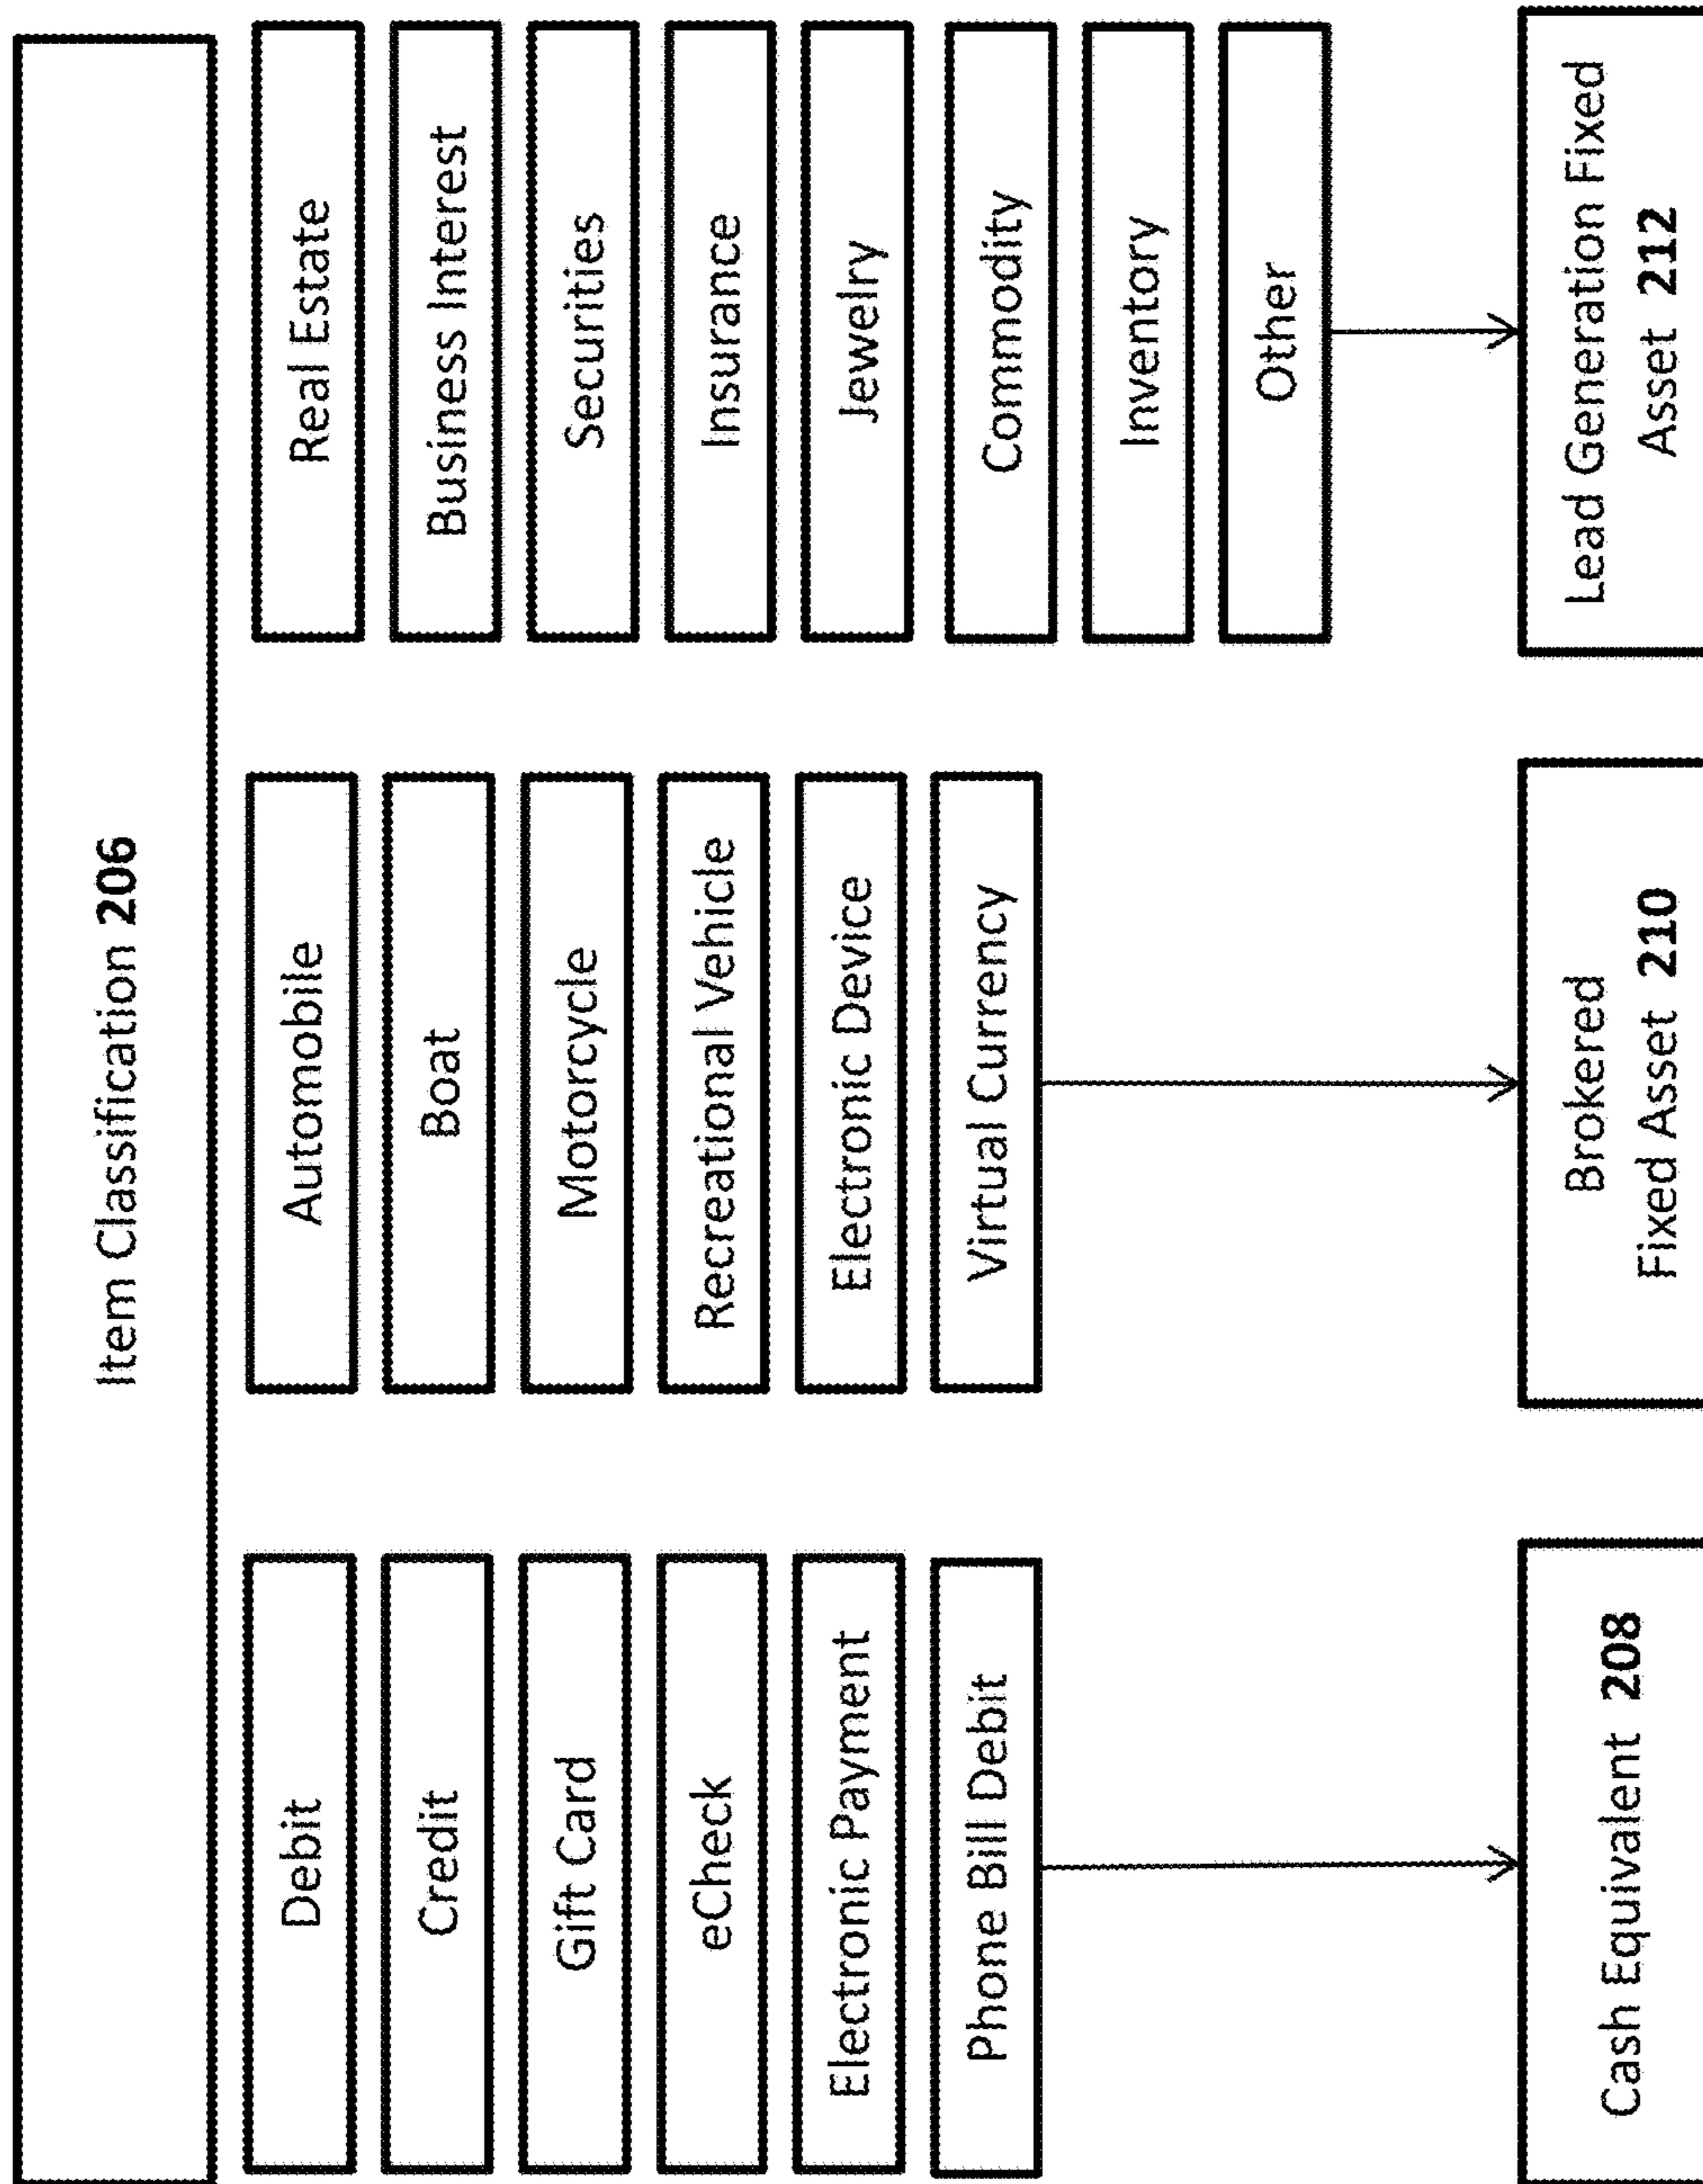 Item Classification 206
Debit
Credit
Gift Card
eCheck
Electronic Payment
Phone Bill Debit
Cash Equivalent 208
Automobile
Boat
Motorcycle
Recreational Vehicle
Electronic Device
Virtual Currency
Brokered
Fixed Asset 210
Real Estate
Business Interest
Securities
Insurance
Jewelry
Commodity
Inventory
Other
Lead Generation Fixed
Asset 212